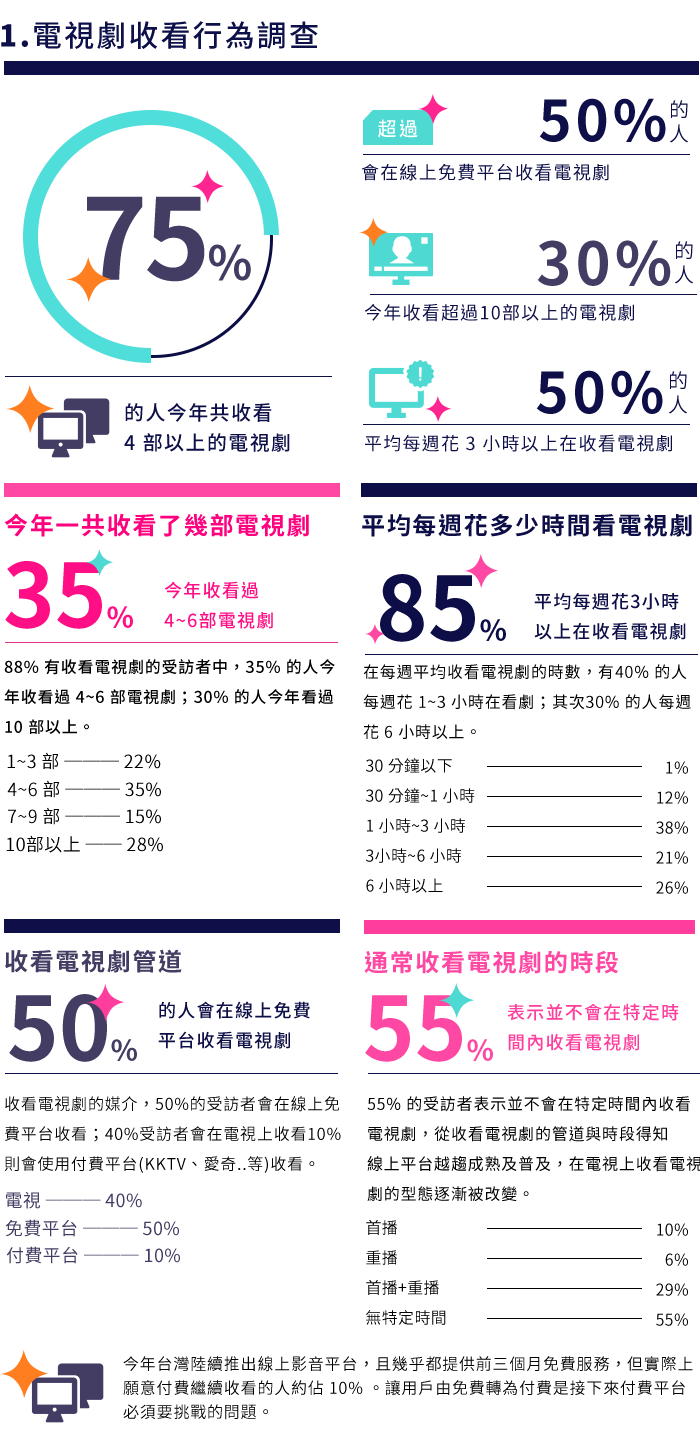 1.電視劇收看行為調查
75%
的人今年共收看
4 部以上的電視劇
超過
50%的人
會在線上免費平台收看電視劇
30%的人
今年收看超過10部以上的電視劇
!
50%的人
平均每週花 3 小時以上在收看電視劇
今年一共收看了幾部電視劇
35%
今年收看過
4~6部電視劇
88% 有收看電視劇的受訪者中，35% 的人今
年收看過 4~6 部電視劇；30% 的人今年看過
10 部以上。
1~3 部 ——— 22%
4~6 部 ——— 35%
7~9 部 ——— 15%
10部以上 —— 28%
平均每週花多少時間看電視劇
85%
平均每週花3小時
以上在收看電視劇
在每週平均收看電視劇的時數，有40% 的人
每週花 1~3 小時在看劇；其次30% 的人每週
花 6 小時以上。
30 分鐘以下 1%
30 分鐘~1 小時 12%
1 小時~3 小時 38%
3小時~6 小時 21%
6 小時以上 26%
收看電視劇管道
50%
的人會在線上免費
平台收看電視劇
收看電視劇的媒介，50%的受訪者會在線上免
費平台收看；40%受訪者會在電視上收看10%
則會使用付費平台(KKTV、愛奇..等)收看。
電視 ——— 40%
免費平台 ——— 50%
付費平台 ——— 10%
通常收看電視劇的時段
55%
表示並不會在特定時
間內收看電視劇
55% 的受訪者表示並不會在特定時間內收看
電視劇，從收看電視劇的管道與時段得知
線上平台越趨成熟及普及，在電視上收看電視
劇的型態逐漸被改變。
首播 10%
重播 6%
首播+重播 29%
無特定時間 55%
今年台灣陸續推出線上影音平台，且幾乎都提供前三個月免費服務，但實際上
願意付費繼續收看的人約佔 10% 。讓用戶由免費轉為付費是接下來付費平台
必須要挑戰的問題。